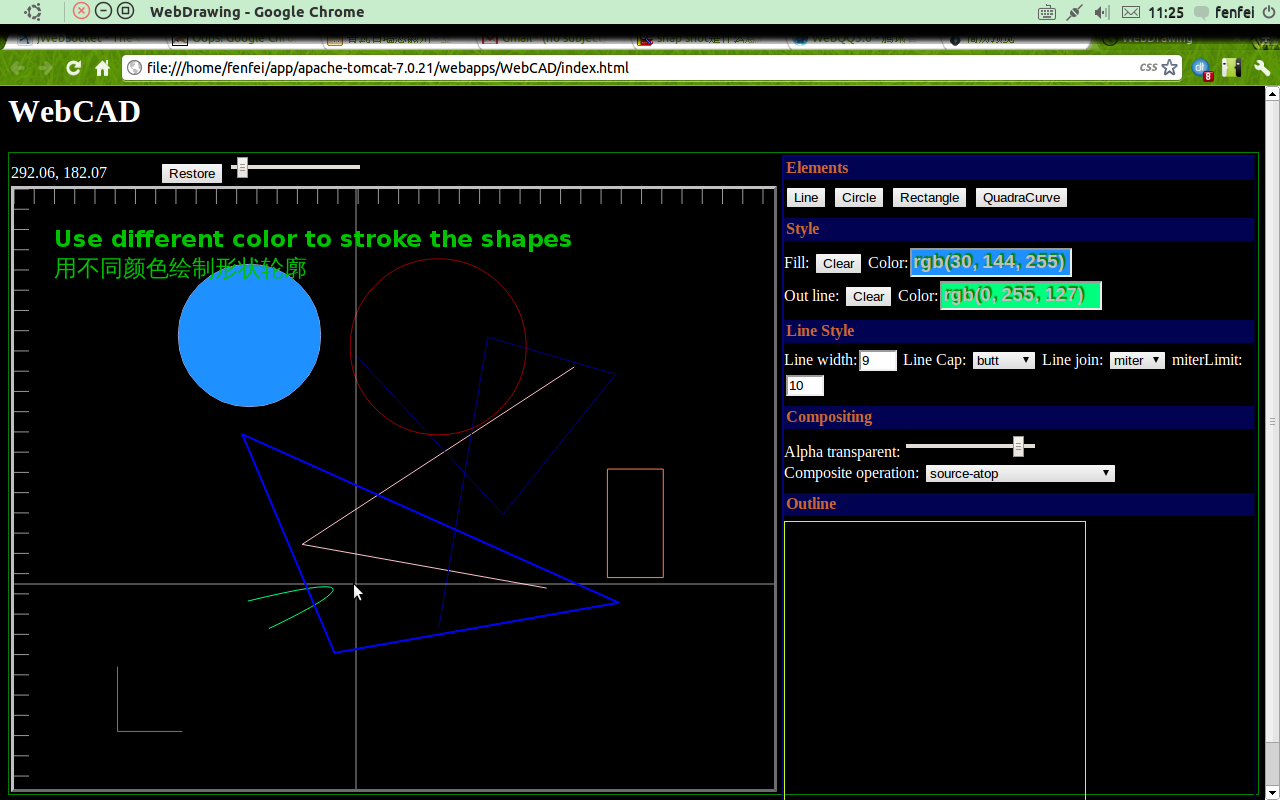 WebDrawing - Google Chrome
11:25 fenfei
file:///home/fenfei/app/apache-tomcat-7.0.21/webapps/WebCAD/index.html
CSS
8
WebCAD
292.06, 182.07
Restore
Use different color to stroke the shapes
用不同颜色绘制形状轮廓
Elements
Line Circle Rectangle QuadraCurve
Style
Fill: Clear Color: rgb(30, 144, 255)
Out line: Clear Color: rgb(0, 255, 127)
Line Style
Line width: 9 Line Cap: butt Line join: miter miterLimit:
10
Compositing
Alpha transparent:
Composite operation: source-atop
Outline